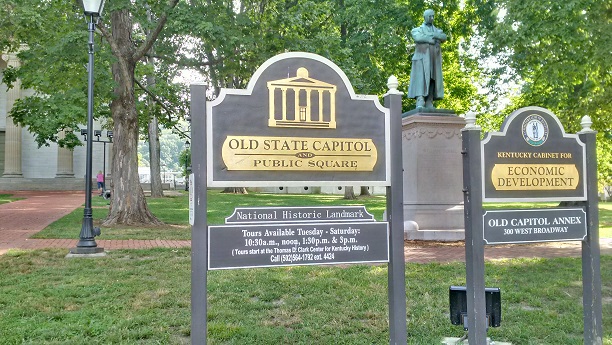 OLD STATE CAPITOL
AND
PUBLIC SQUARE
National Historic Landmark
Tours Available Tuesday - Saturday:
10:30a.m., noon, 1:30p.m. & 3p.m.
( Tours start at the Thomas D. Clark Center for Kentucky History )
Call (502)564-1792 ext. 4424
KENTUCKY CABINET FOR
ECONOMIC
DEVELOPMENT
OLD CAPITOL ANNEX
300 WEST BROADWAY